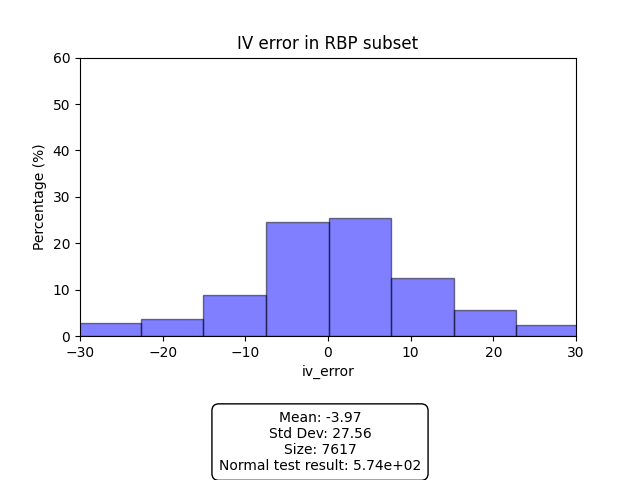 IV error in RBP subset
60
50
40
30
20
10
0
Percentage (%)
−30
−20
−10
0
10
20
30
iv_error
Mean: -3.97
Std Dev: 27.56
Size: 7617
Normal test result: 5.74e+02